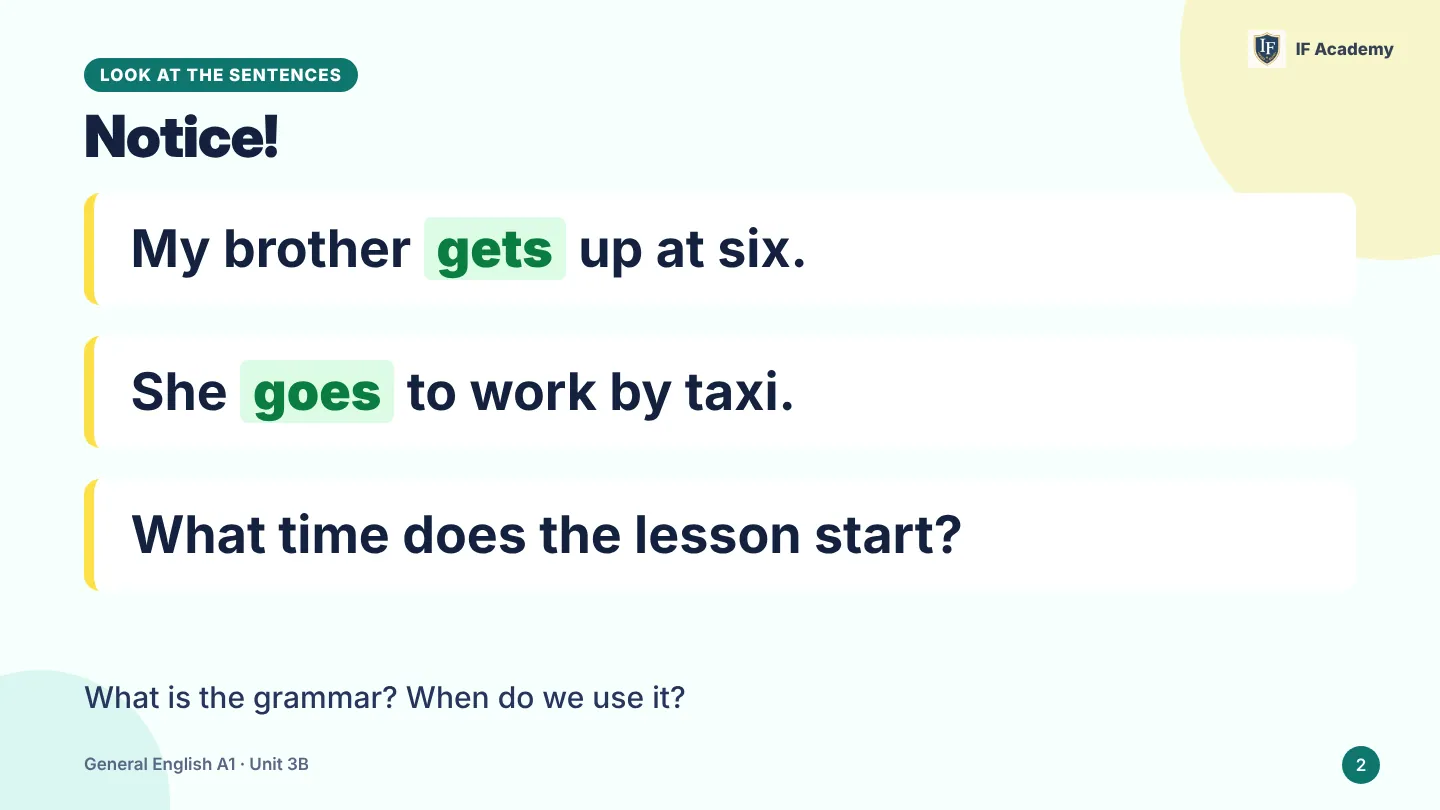 IF
IF Academy
LOOK AT THE SENTENCES
Notice!
My brother gets up at six.
She goes to work by taxi.
What time does the lesson start?
What is the grammar? When do we use it?
General English A1 · Unit 3B
2